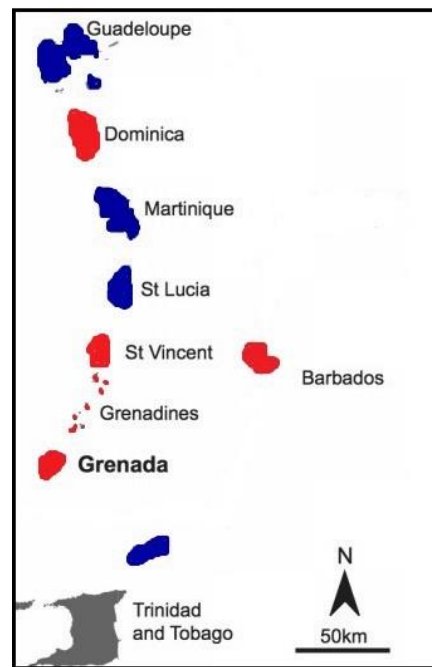 Guadeloupe
Dominica
Martinique
St Lucia
St Vincent
Barbados
Grenadines
Grenada
N
Trinidad
and Tobago
50km